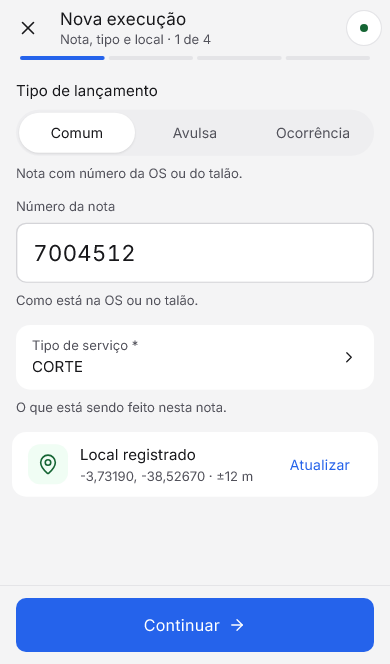 Nova execução
Nota, tipo e local · 1 de 4
Tipo de lançamento
Comum
Avulsa
Ocorrência
Nota com número da OS ou do talão.
Número da nota
7004512
Como está na OS ou no talão.
Tipo de serviço *
CORTE
O que está sendo feito nesta nota.
Local registrado
-3,73190, -38,52670 · ±12 m
Atualizar
Continuar